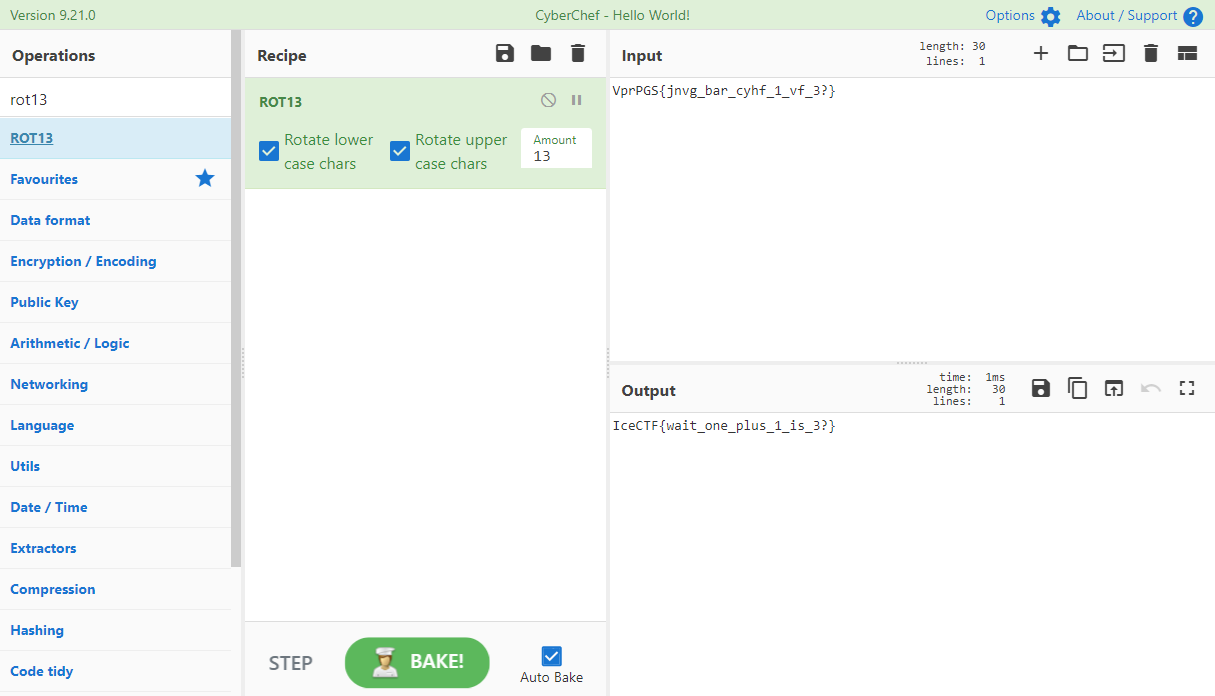 Version 9.21.0
CyberChef - Hello World!
Options
About / Support
?
Operations
rot13
ROT13
Favourites
Data format
Encryption / Encoding
Public Key
Arithmetic / Logic
Networking
Language
Utils
Date / Time
Extractors
Compression
Hashing
Code tidy
Recipe
ROT13
Rotate lower
case chars
Rotate upper
case chars
Amount
13
STEP
BAKE!
Auto Bake
Input
length: 30
lines: 1
VprPGS{jnvg_bar_cyhf_1_vf_3?}
Output
time: 1ms
length: 30
lines: 1
IceCTF{wait_one_plus_1_is_3?}